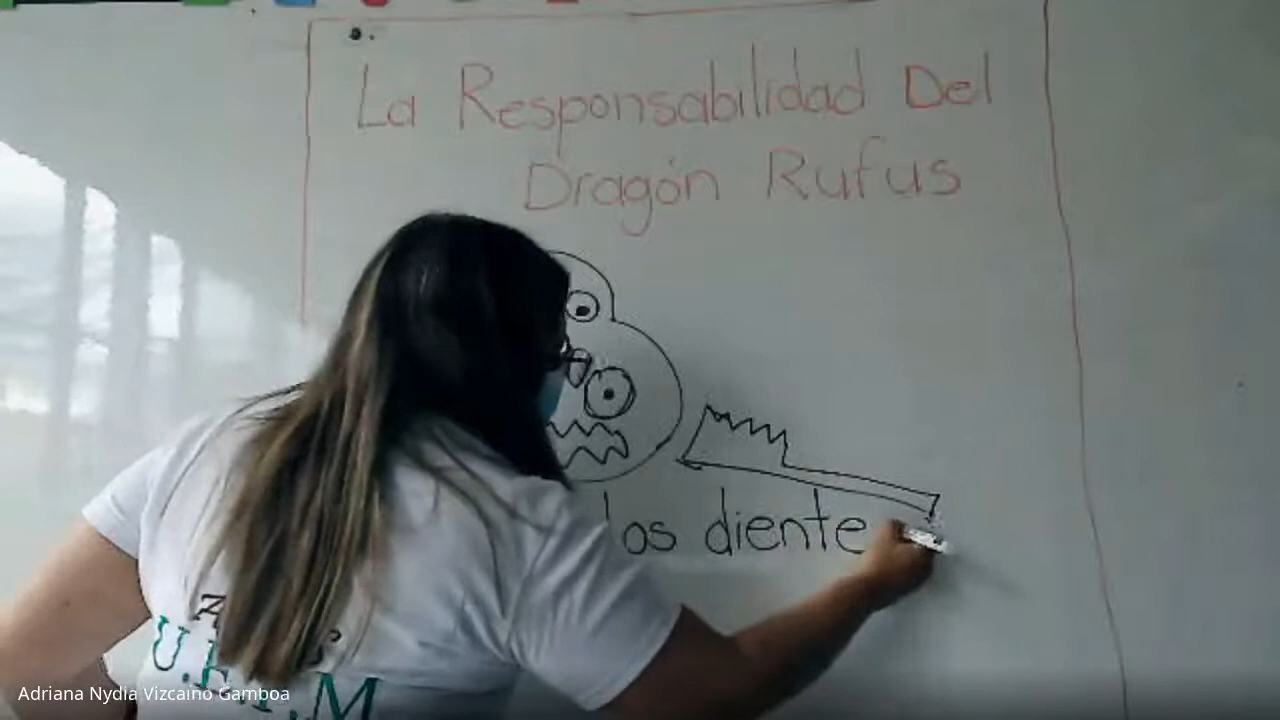 La Responsabilidad Del
Dragón Rufus
los diente
U.P.M
Adriana Nydia Vizcaino Gamboa